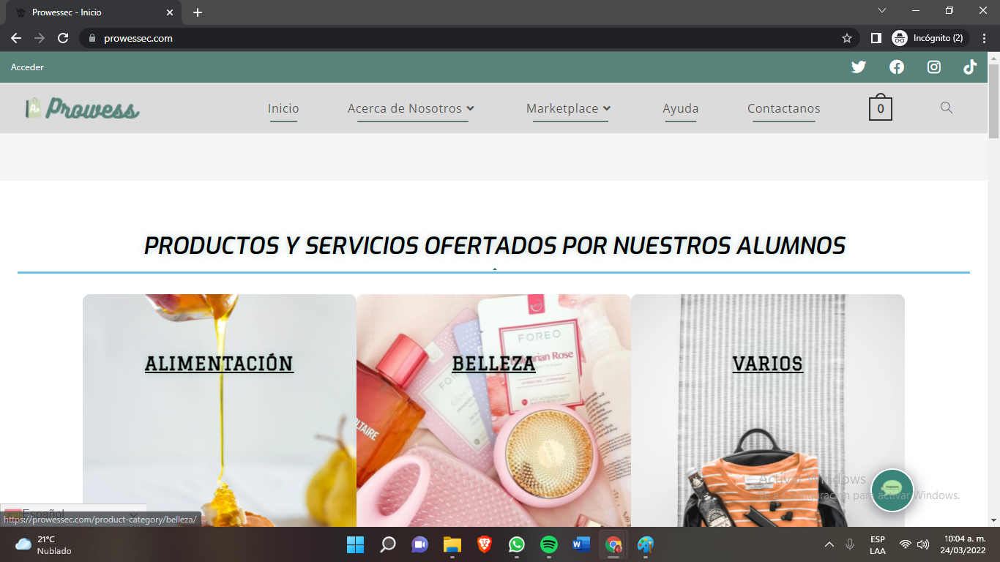 Prowessec - Inicio
prowessec.com
Incógnito (2)
Acceder
Prowess
Inicio
Acerca de Nosotros
Marketplace
Ayuda
Contactanos
0
PRODUCTOS Y SERVICIOS OFERTADOS POR NUESTROS ALUMNOS
ALIMENTACIÓN
BELLEZA
VARIOS
FOREO
Rose
Activar Windows
para activar Windows.
Español
https://prowessec.com/product-category/belleza/
21°C
Nublado
ESP
LAA
10:04 a. m.
24/03/2022